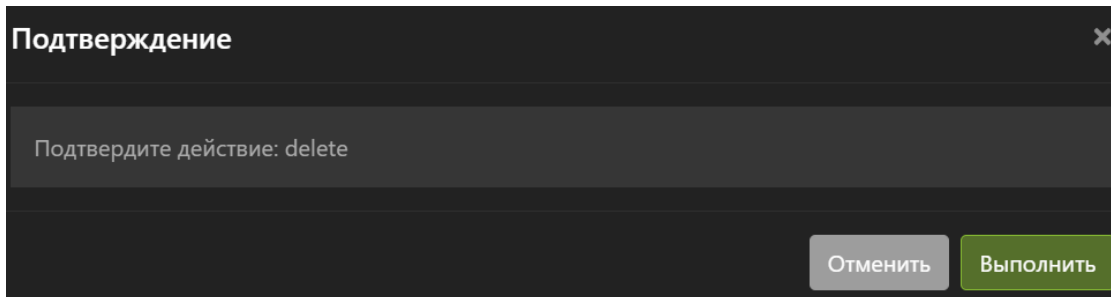 Подтверждение
Подтвердите действие: delete
Отменить Выполнить